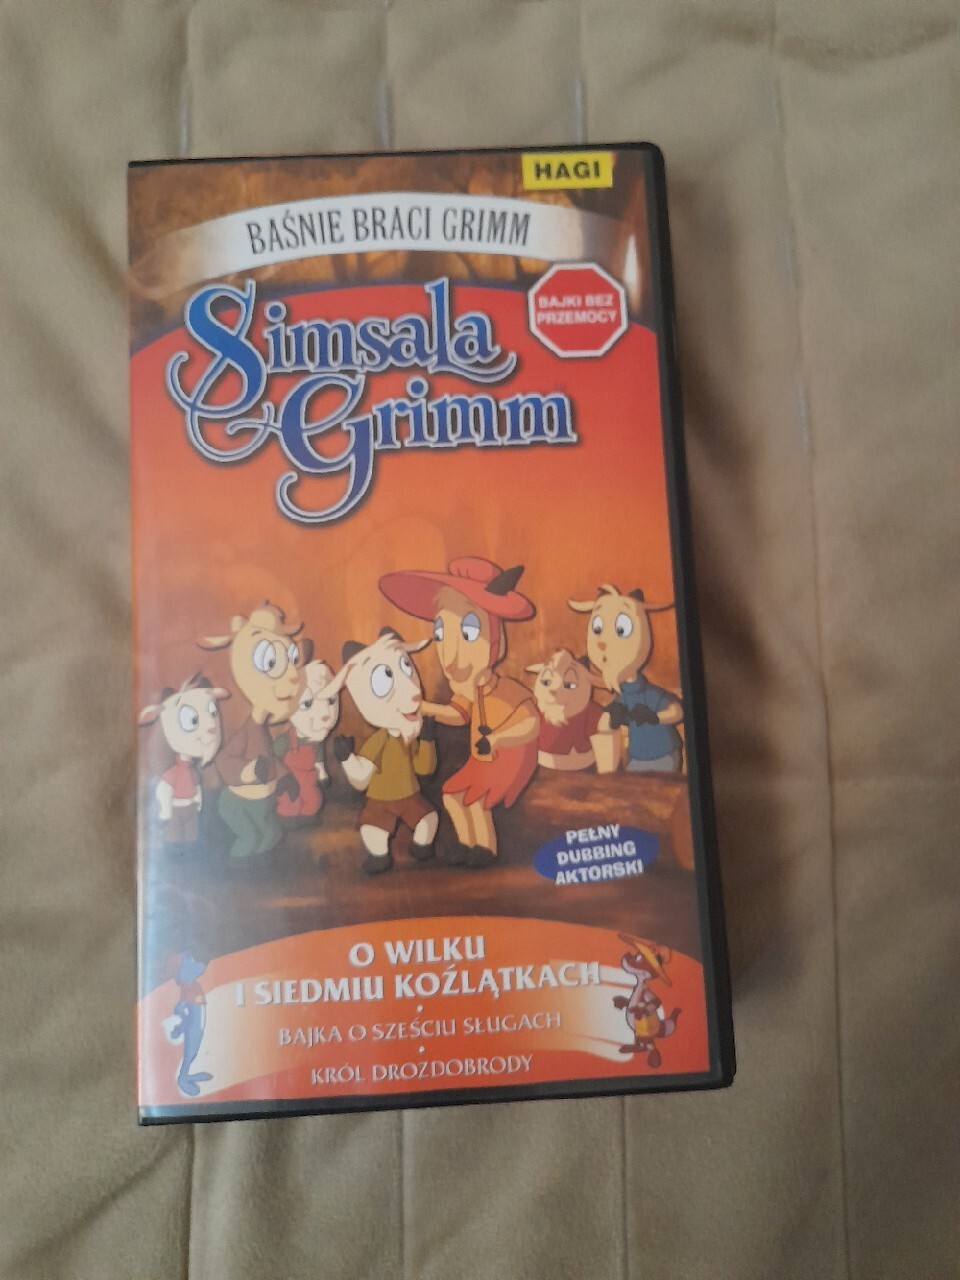 HAGI
BAŚNIE BRACI GRIMM
Simsala
Grimm
BAJKI BEZ
PRZEMOCY
PEŁNY
DUBBING
AKTORSKI
O WILKU
I SIEDMIU KOŹLĄTKACH
BAJKA O SZEŚCIU SŁUGACH
KRÓL DROZDOBRODY